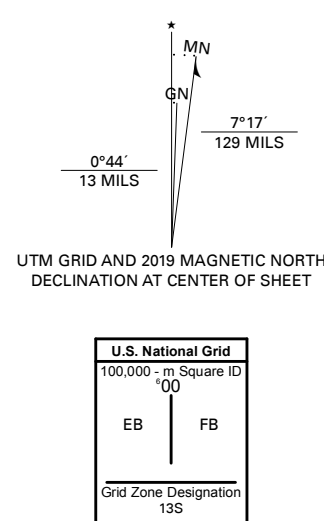 ★
MN
GN
7°17´
129 MILS
0°44´
13 MILS
UTM GRID AND 2019 MAGNETIC NORTH
DECLINATION AT CENTER OF SHEET
U.S. National Grid
100,000 - m Square ID
⁶00
EB FB
Grid Zone Designation
13S